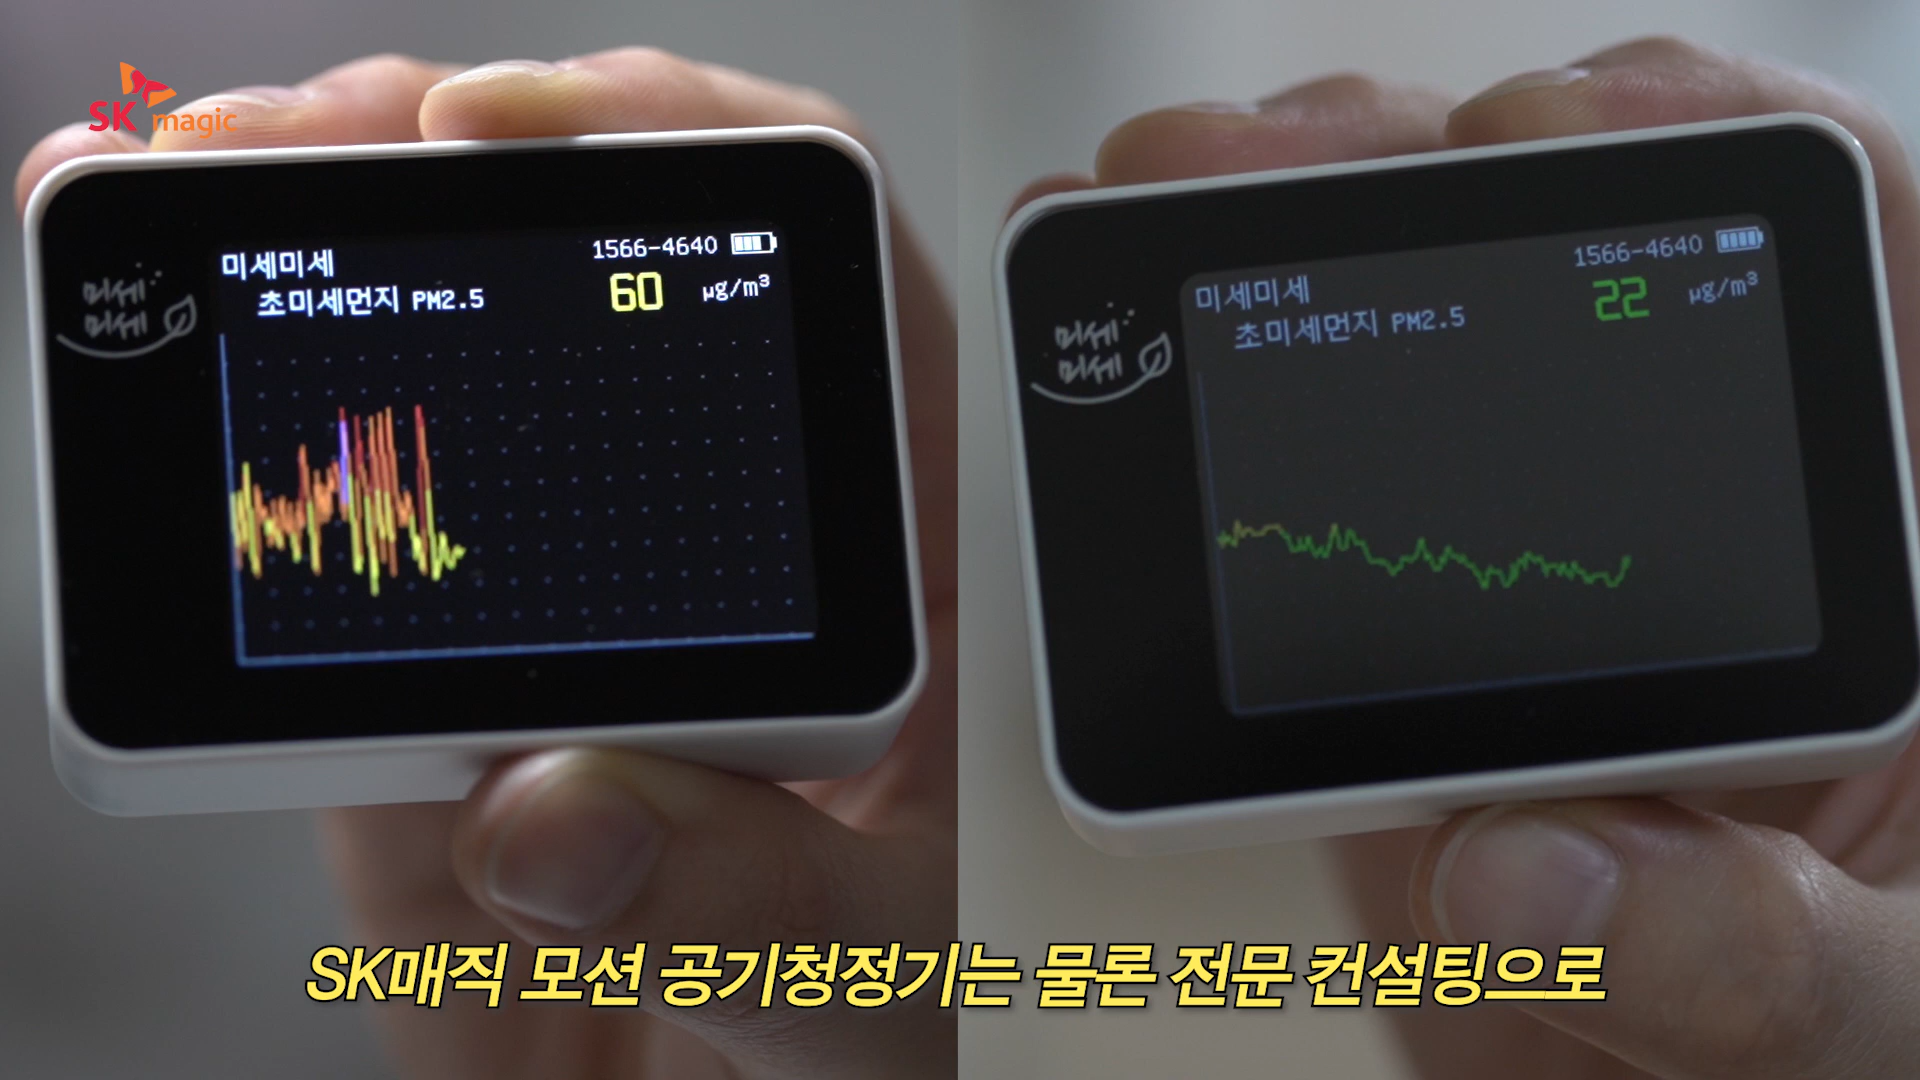 SK magic
미세미세
1566-4640
미세
미세
초미세먼지 PM2.5
60
μg/m³
미세미세
1566-4640
미세
미세
초미세먼지 PM2.5
22
μg/m³
SK매직 모션 공기청정기는 물론 전문 컨설팅으로